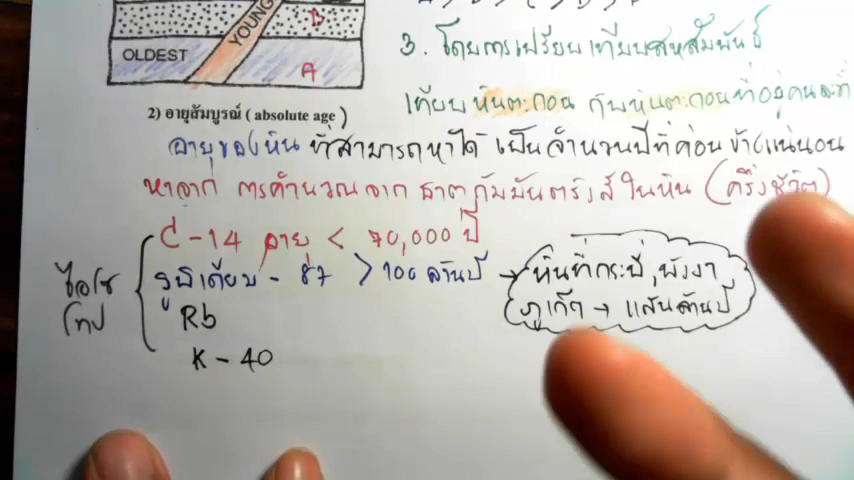 YOUNG
B
OLDEST
A
3. โดยการเปรียบเทียบสหสัมพันธ์
เทียบหินตะกอน กับหินตะกอนที่อยู่คนละที่
2) อายุสัมบูรณ์ ( absolute age )
อายุของหิน ที่สามารถหาได้ เป็นจำนวนปีที่ค่อนข้างแน่นอน
หาจาก การคำนวณจาก ธาตุกัมมันตรังสีในหิน (ครึ่งชีวิต)
ไอโซ
โทป
C - 14 อายุ < 70,000 ปี
รูบิเดียม - 87 > 100 ล้านปี → หินที่กระบี่, พังงา
ภูเก็ต → แสนล้านปี
Rb
K - 40